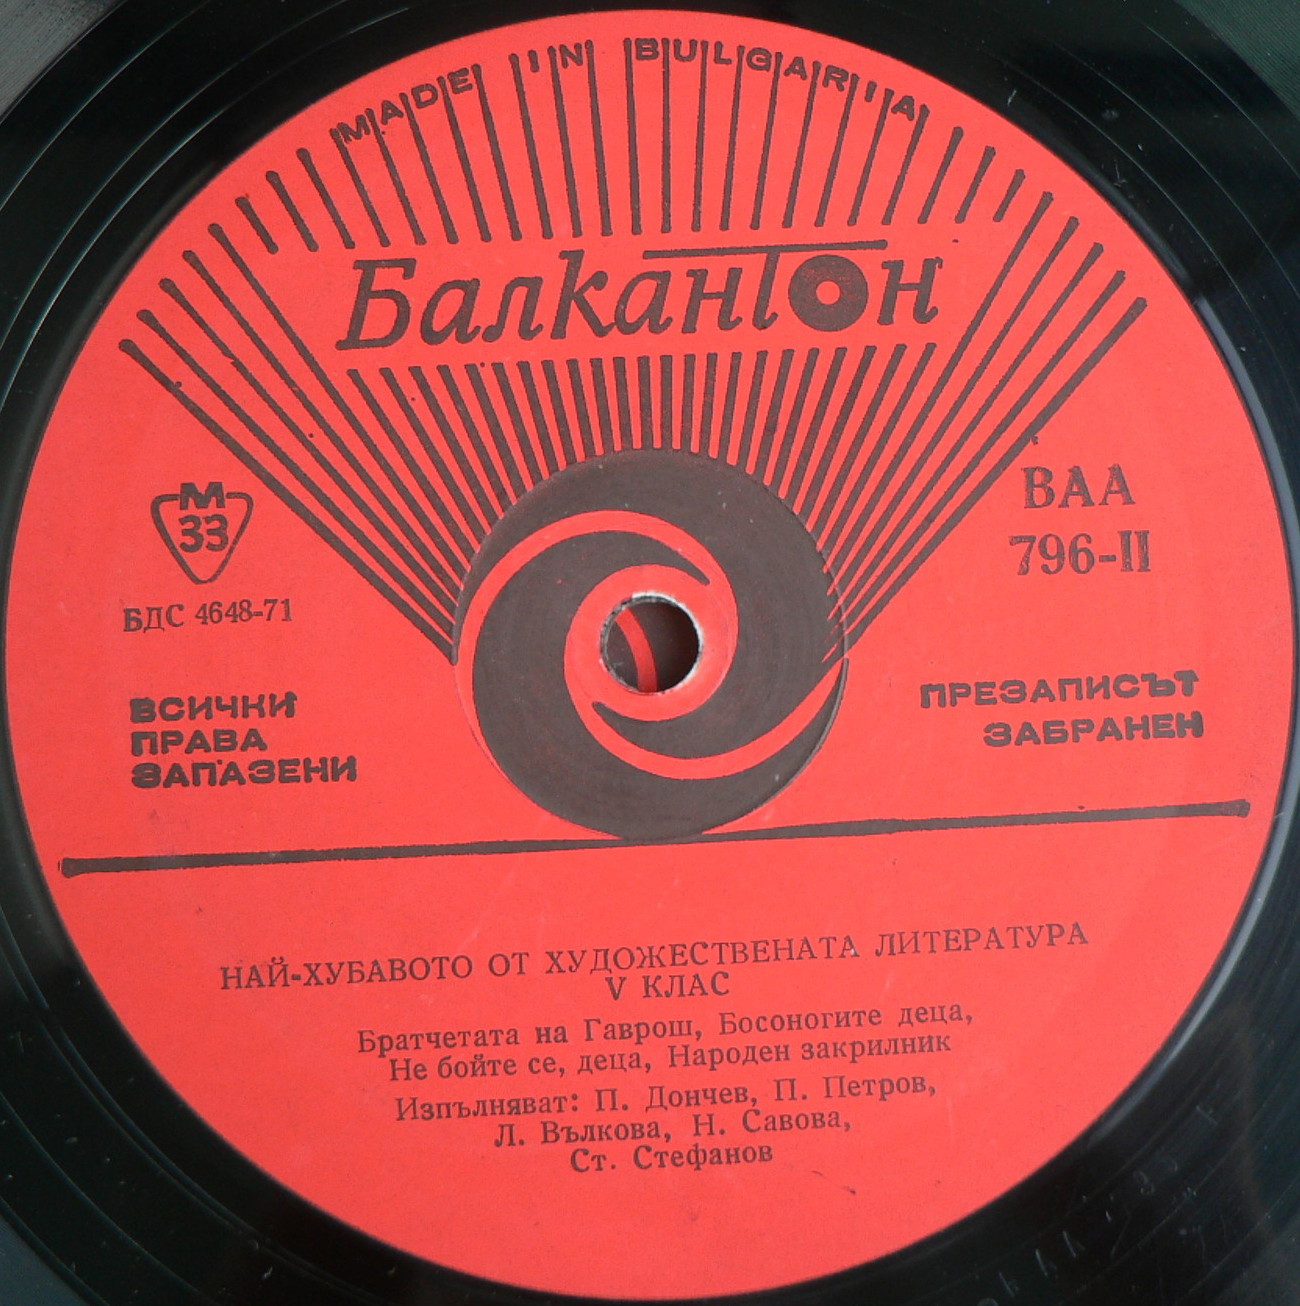 MADE IN BULGARIA
Балкантон
М
33
БДС 4648-71
ВАА
796-II
ВСИЧКИ
ПРАВА
ЗАПАЗЕНИ
ПРЕЗАПИСЪТ
ЗАБРАНЕН
НАЙ-ХУБАВОТО ОТ ХУДОЖЕСТВЕНАТА ЛИТЕРАТУРА
V КЛАС
Братчетата на Гаврош, Босоногите деца,
Не бойте се, деца, Народен закрилник
Изпълняват: П. Дончев, П. Петров,
Л. Вълкова, Н. Савова,
Ст. Стефанов